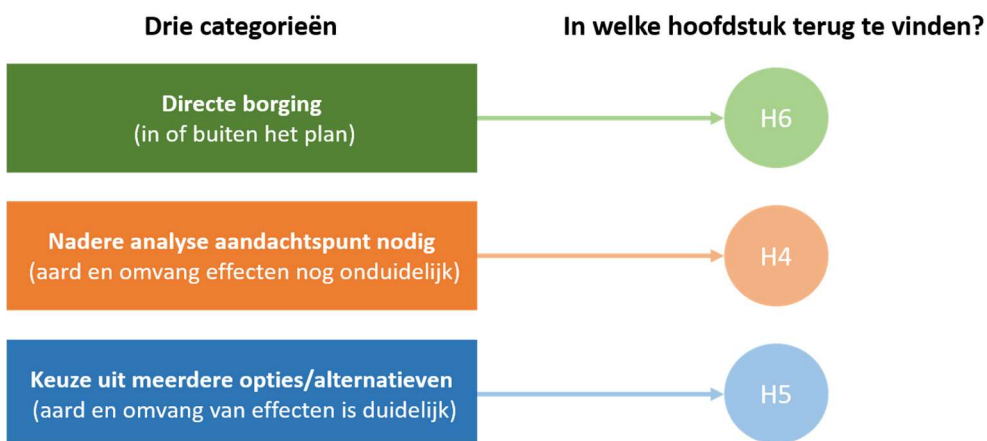 Drie categorieën
In welke hoofdstuk terug te vinden?
Directe borging
(in of buiten het plan)
H6
Nadere analyse aandachtspunt nodig
(aard en omvang effecten nog onduidelijk)
H4
Keuze uit meerdere opties/alternatieven
(aard en omvang van effecten is duidelijk)
H5